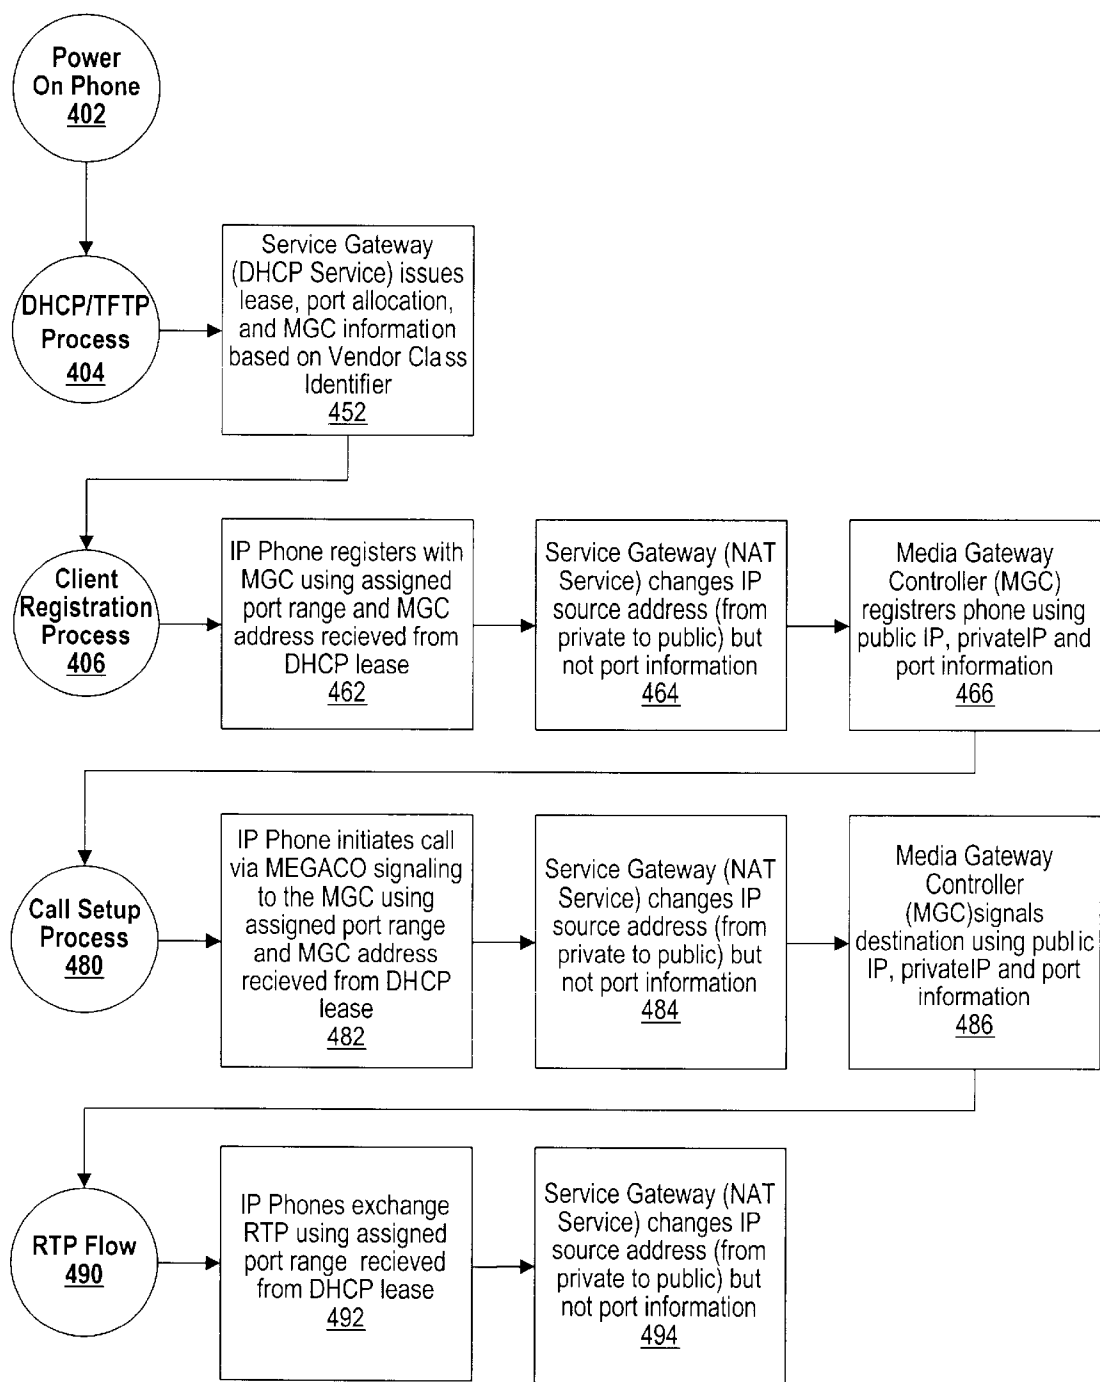 Power
On Phone
402
DHCP/TFTP
Process
404
Service Gateway
(DHCP Service) issues
lease, port allocation,
and MGC information
based on Vendor Class
Identifier
452
Client
Registration
Process
406
IP Phone registers with
MGC using assigned
port range and MGC
address recieved from
DHCP lease
462
Service Gateway (NAT
Service) changes IP
source address (from
private to public) but
not port information
464
Media Gateway
Controller (MGC)
registrers phone using
public IP, privateIP and
port information
466
Call Setup
Process
480
IP Phone initiates call
via MEGACO signaling
to the MGC using
assigned port range
and MGC address
recieved from DHCP
lease
482
Service Gateway (NAT
Service) changes IP
source address (from
private to public) but
not port information
484
Media Gateway
Controller
(MGC)signals
destination using public
IP, privateIP and port
information
486
RTP Flow
490
IP Phones exchange
RTP using assigned
port range recieved
from DHCP lease
492
Service Gateway (NAT
Service) changes IP
source address (from
private to public) but
not port information
494